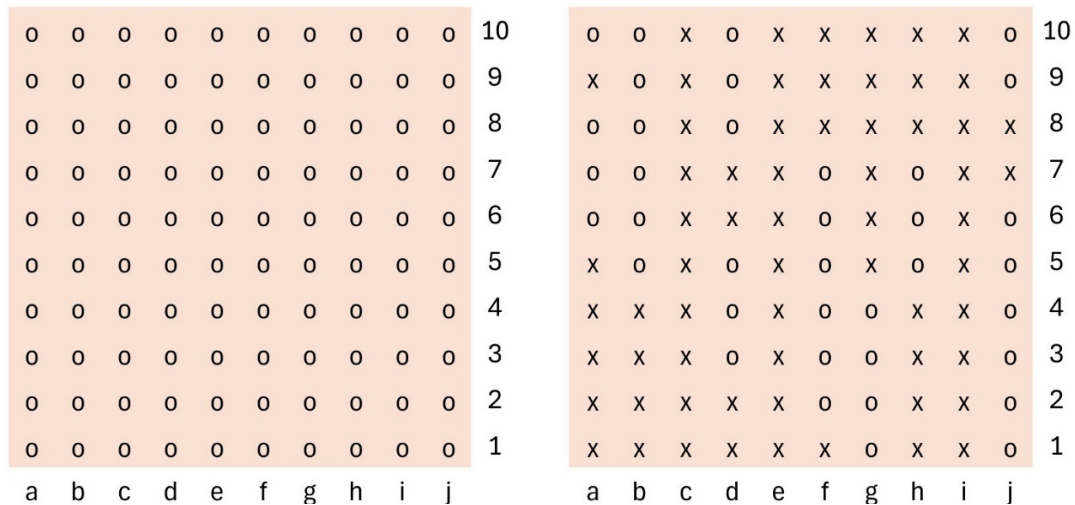 o o o o o o o o o o 10 o o x o x x x x x o 10
o o o o o o o o o o 9 x o x o x x x x x o 9
o o o o o o o o o o 8 o o x o x x x x x x 8
o o o o o o o o o o 7 o o x x x o x o x x 7
o o o o o o o o o o 6 o o x x x o x o x o 6
o o o o o o o o o o 5 x o x o x o x o x o 5
o o o o o o o o o o 4 x x x o x o o x x o 4
o o o o o o o o o o 3 x x x o x o o x x o 3
o o o o o o o o o o 2 x x x x x o o x x o 2
o o o o o o o o o o 1 x x x x x x o x x o 1
a b c d e f g h i j a b c d e f g h i j